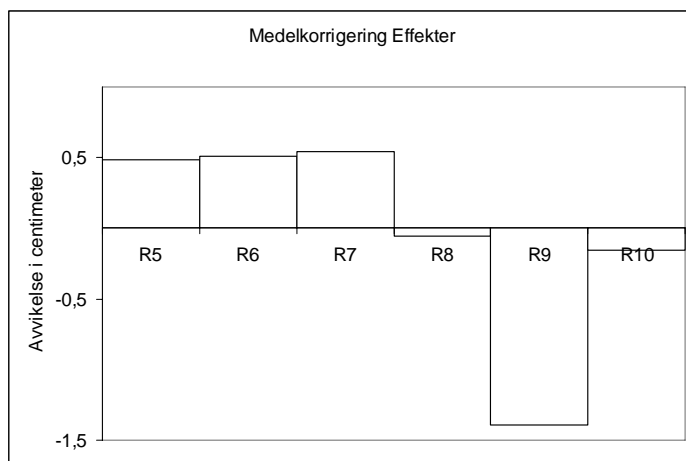 Medelkorrigering Effekter
0,5
-0,5
-1,5
Avvikelse i centimeter
R5 R6 R7 R8 R9 R10